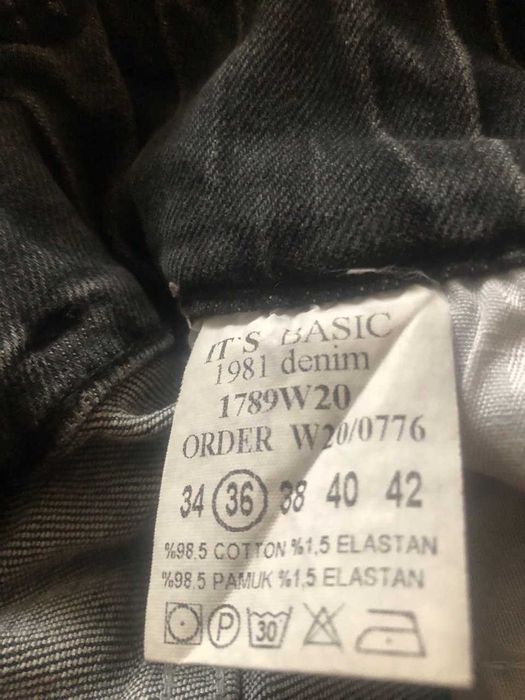 IT'S BASIC
1981 denim
1789W20
ORDER W20/0776
34 36 38 40 42
%98.5 COTTON %1,5 ELASTAN
%98.5 PAMUK %1,5 ELASTAN
P 30